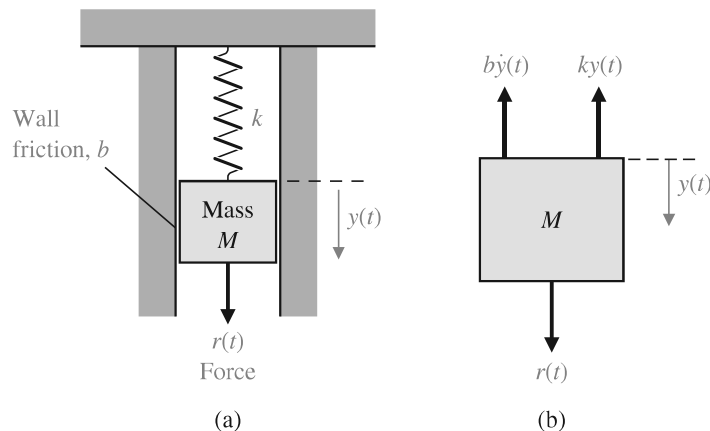 Wall
friction, b
k
Mass
M
y(t)
r(t)
Force
(a)
bẏ(t)
ky(t)
y(t)
M
r(t)
(b)